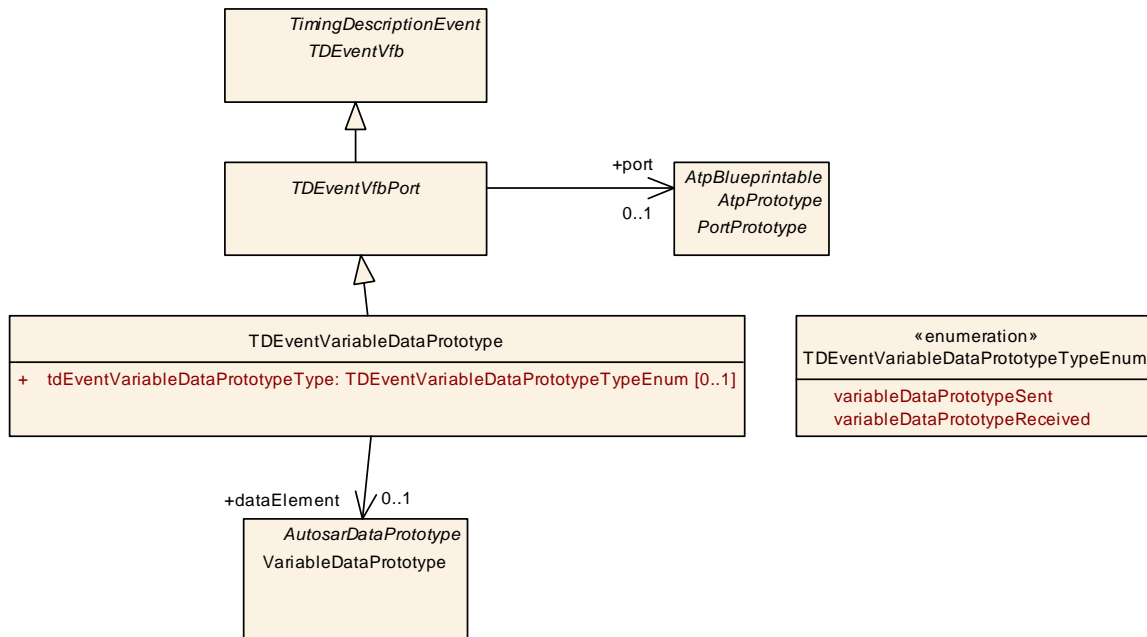 TimingDescriptionEvent
TDEventVfb
TDEventVfbPort
+port
0..1
AtpBlueprintable
AtpPrototype
PortPrototype
TDEventVariableDataPrototype
+ tdEventVariableDataPrototypeType: TDEventVariableDataPrototypeTypeEnum [0..1]
«enumeration»
TDEventVariableDataPrototypeTypeEnum
variableDataPrototypeSent
variableDataPrototypeReceived
+dataElement 0..1
AutosarDataPrototype
VariableDataPrototype